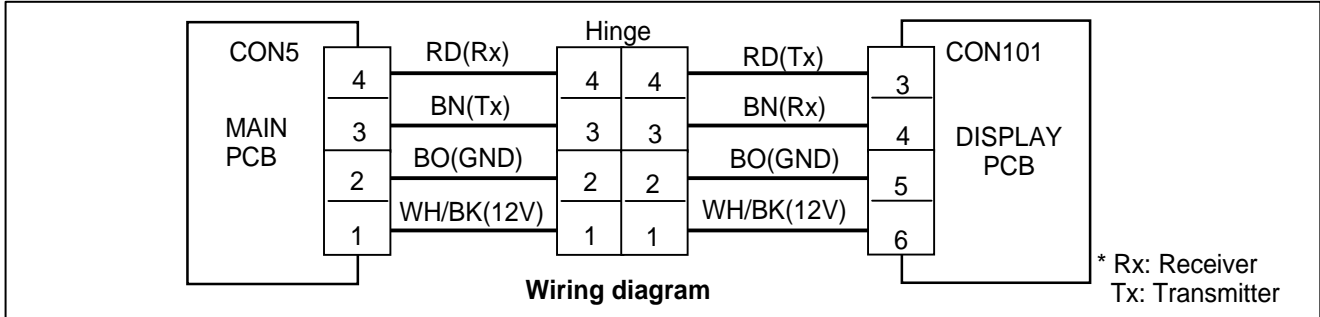 Hinge
CON5 RD(Rx) RD(Tx) CON101
4 4 4 3
BN(Tx) BN(Rx)
MAIN 3 3 3 4 DISPLAY
PCB BO(GND) BO(GND) PCB
2 2 2 5
WH/BK(12V) WH/BK(12V)
1 1 1 6
* Rx: Receiver
Wiring diagram Tx: Transmitter